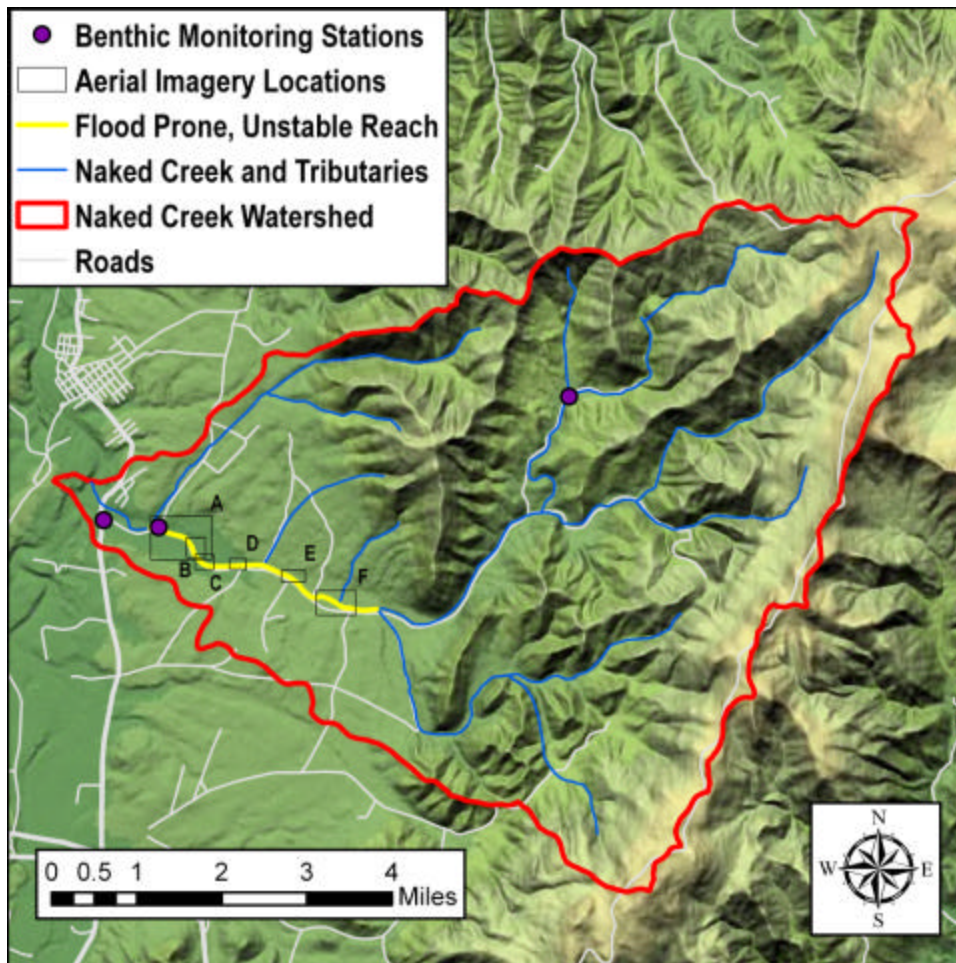 Benthic Monitoring Stations
Aerial Imagery Locations
Flood Prone, Unstable Reach
Naked Creek and Tributaries
Naked Creek Watershed
Roads
A
B
C
D
E
F
0 0.5 1 2 3 4
Miles
N
W E
S